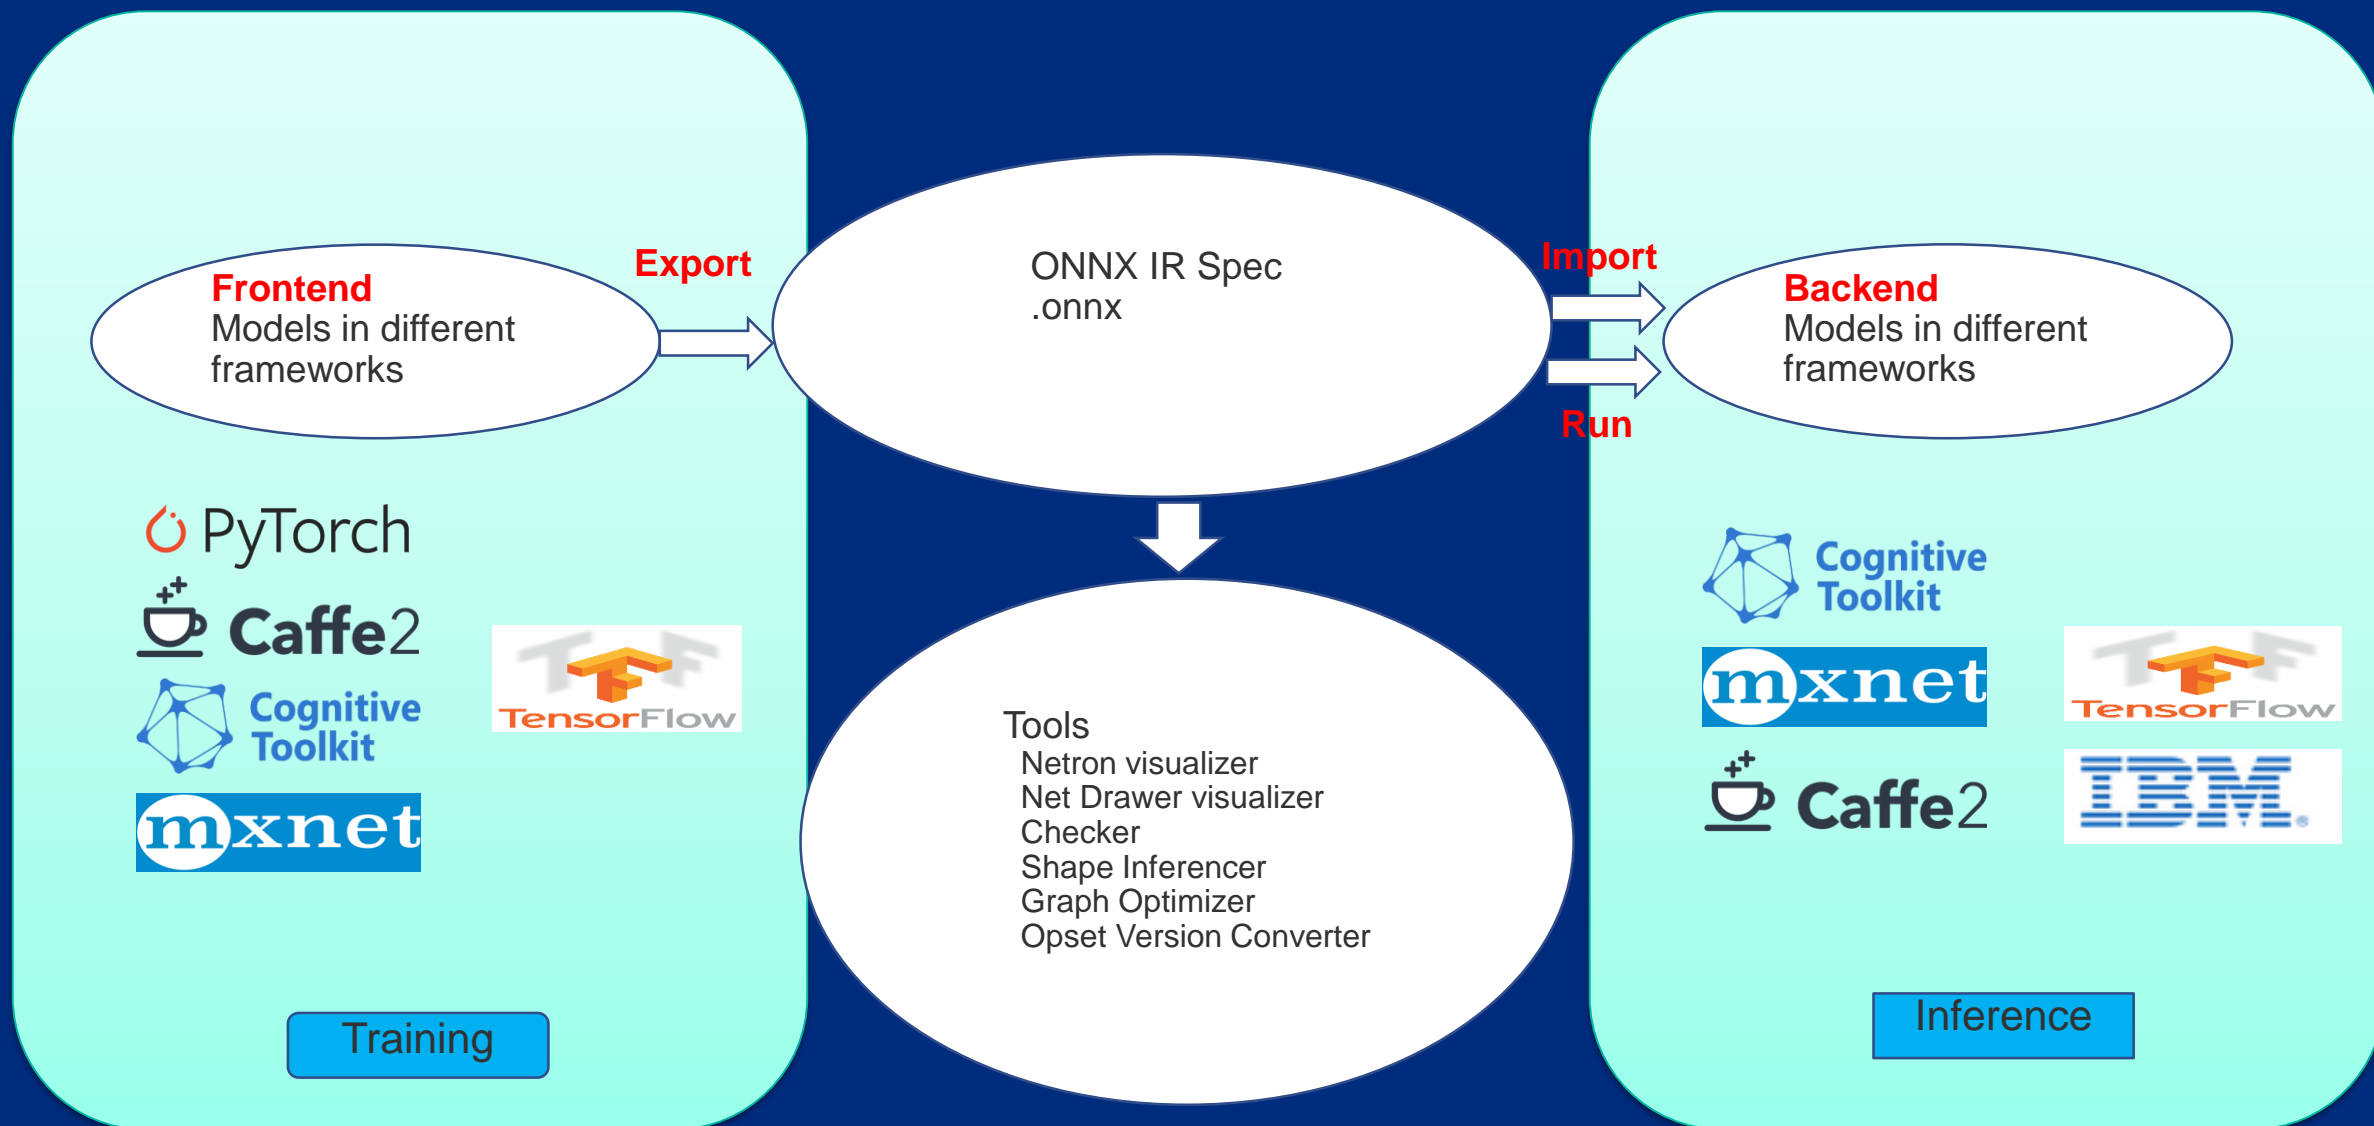 Frontend
Models in different
frameworks
Export
PyTorch
Caffe2
Cognitive
Toolkit
mxnet
TensorFlow
Training
ONNX IR Spec
.onnx
Tools
Netron visualizer
Net Drawer visualizer
Checker
Shape Inferencer
Graph Optimizer
Opset Version Converter
Import
Run
Backend
Models in different
frameworks
Cognitive
Toolkit
mxnet
Caffe2
TensorFlow
IBM.
Inference